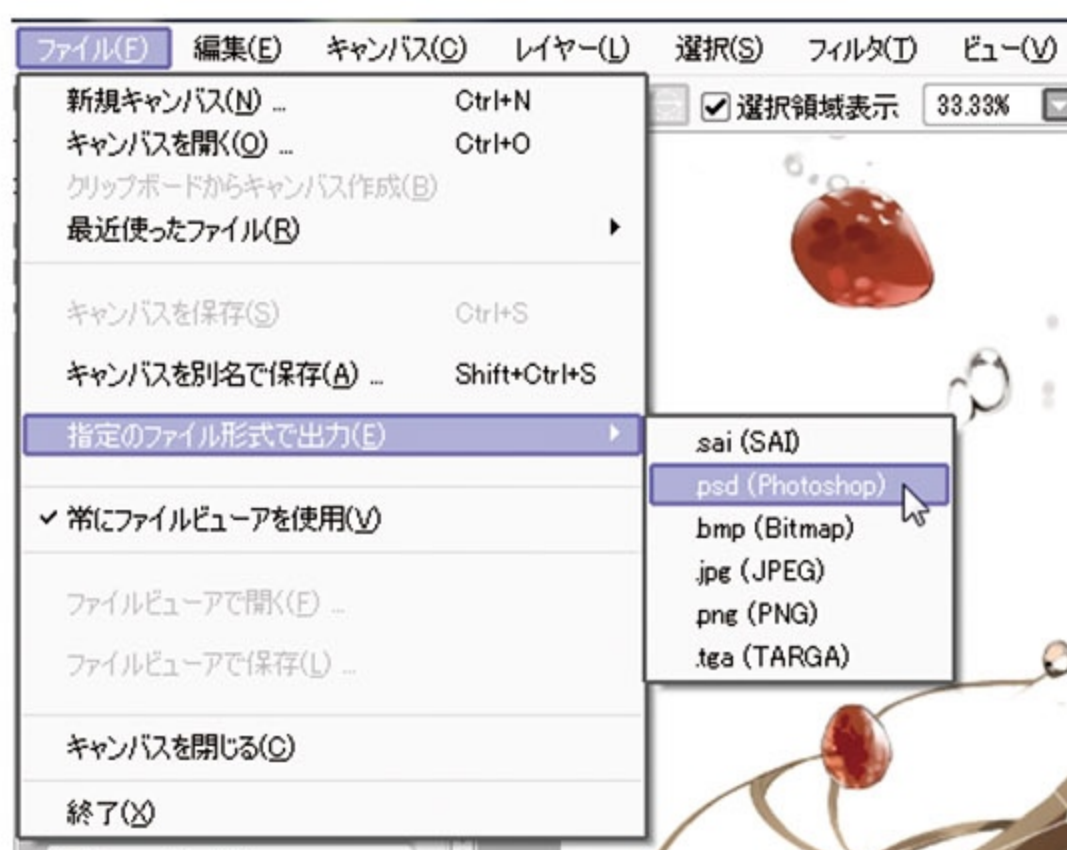 ファイル(F) 編集(E) キャンバス(C) レイヤー(L) 選択(S) フィルタ(T) ビュー(V)
選択領域表示 33.33%
新規キャンバス(N) ... Ctrl+N
キャンバスを開く(O) ... Ctrl+O
クリップボードからキャンバス作成(B)
最近使ったファイル(R)
キャンバスを保存(S) Ctrl+S
キャンバスを別名で保存(A) ... Shift+Ctrl+S
指定のファイル形式で出力(E)
.sai (SAI)
.psd (Photoshop)
.bmp (Bitmap)
.jpg (JPEG)
.png (PNG)
.tga (TARGA)
常にファイルビューアを使用(V)
ファイルビューアで開く(F) ...
ファイルビューアで保存(L) ...
キャンバスを閉じる(C)
終了(X)